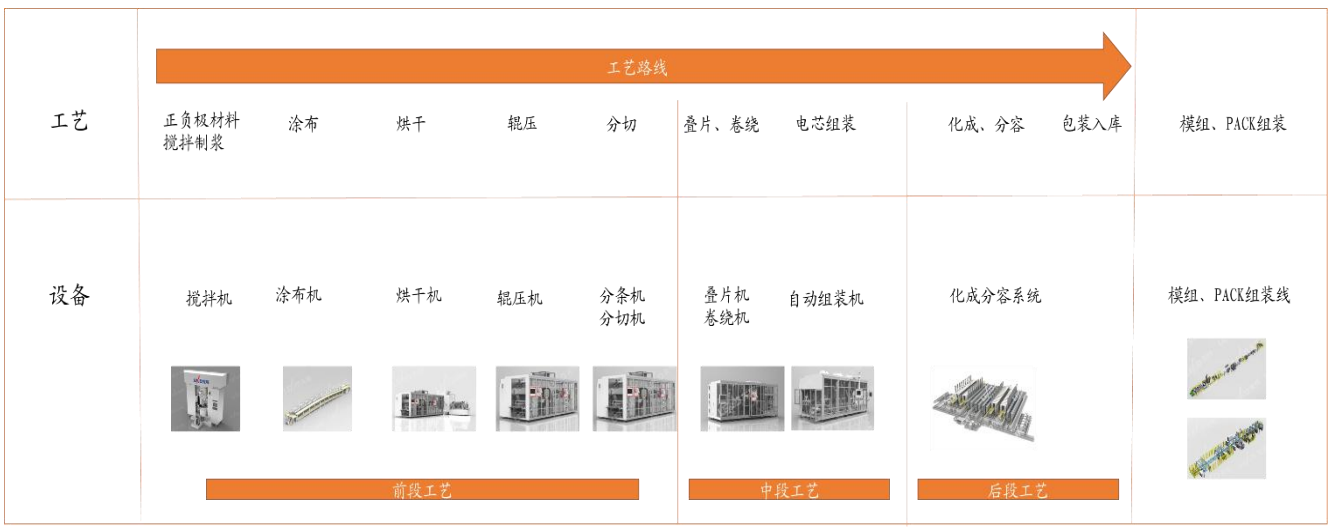 工艺路线
工艺
正负极材料
搅拌制浆
涂布
烘干
辊压
分切
叠片、卷绕
电芯组装
化成、分容
包装入库
模组、PACK组装
设备
搅拌机
涂布机
烘干机
辊压机
分条机
分切机
叠片机
卷绕机
自动组装机
化成分容系统
模组、PACK组装线
前段工艺
中段工艺
后段工艺